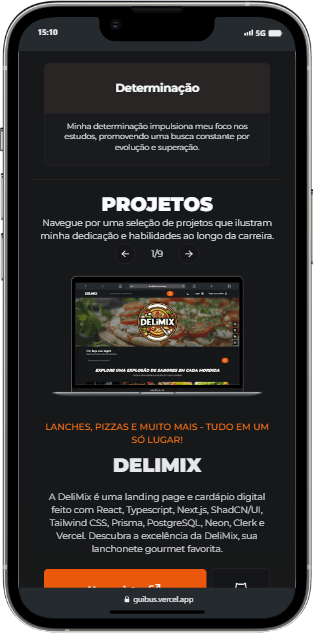 15:10
5G
Determinação
Minha determinação impulsiona meu foco nos
estudos, promovendo uma busca constante por
evolução e superação.
PROJETOS
Navegue por uma seleção de projetos que ilustram
minha dedicação e habilidades ao longo da carreira.
1/9
DELIMIX
DELIMIX
EXPLORE UMA EXPLOSÃO DE SABORES EM CADA MORDIDA
LANCHES, PIZZAS E MUITO MAIS - TUDO EM UM
SÓ LUGAR!
DELIMIX
A DeliMix é uma landing page e cardápio digital
feito com React, Typescript, Next.js, ShadCN/UI,
Tailwind CSS, Prisma, PostgreSQL, Neon, Clerk e
Vercel. Descubra a excelência da DeliMix, sua
lanchonete gourmet favorita.
guibus.vercel.app